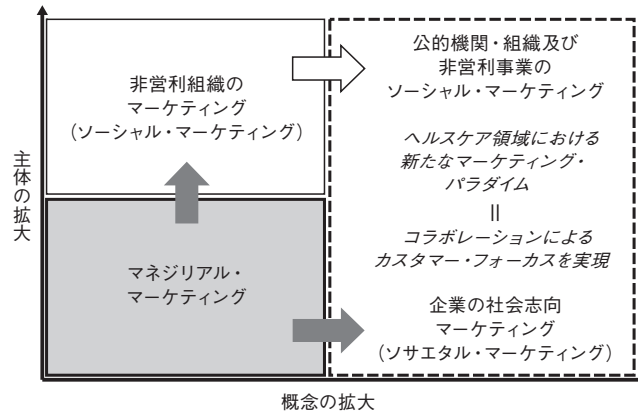 非営利組織の
マーケティング
(ソーシャル・マーケティング)
公的機関・組織及び
非営利事業の
ソーシャル・マーケティング
ヘルスケア領域における
新たなマーケティング・
パラダイム
||
コラボレーションによる
カスタマー・フォーカスを実現
主体の拡大
マネジリアル・
マーケティング
企業の社会志向
マーケティング
(ソサエタル・マーケティング)
概念の拡大